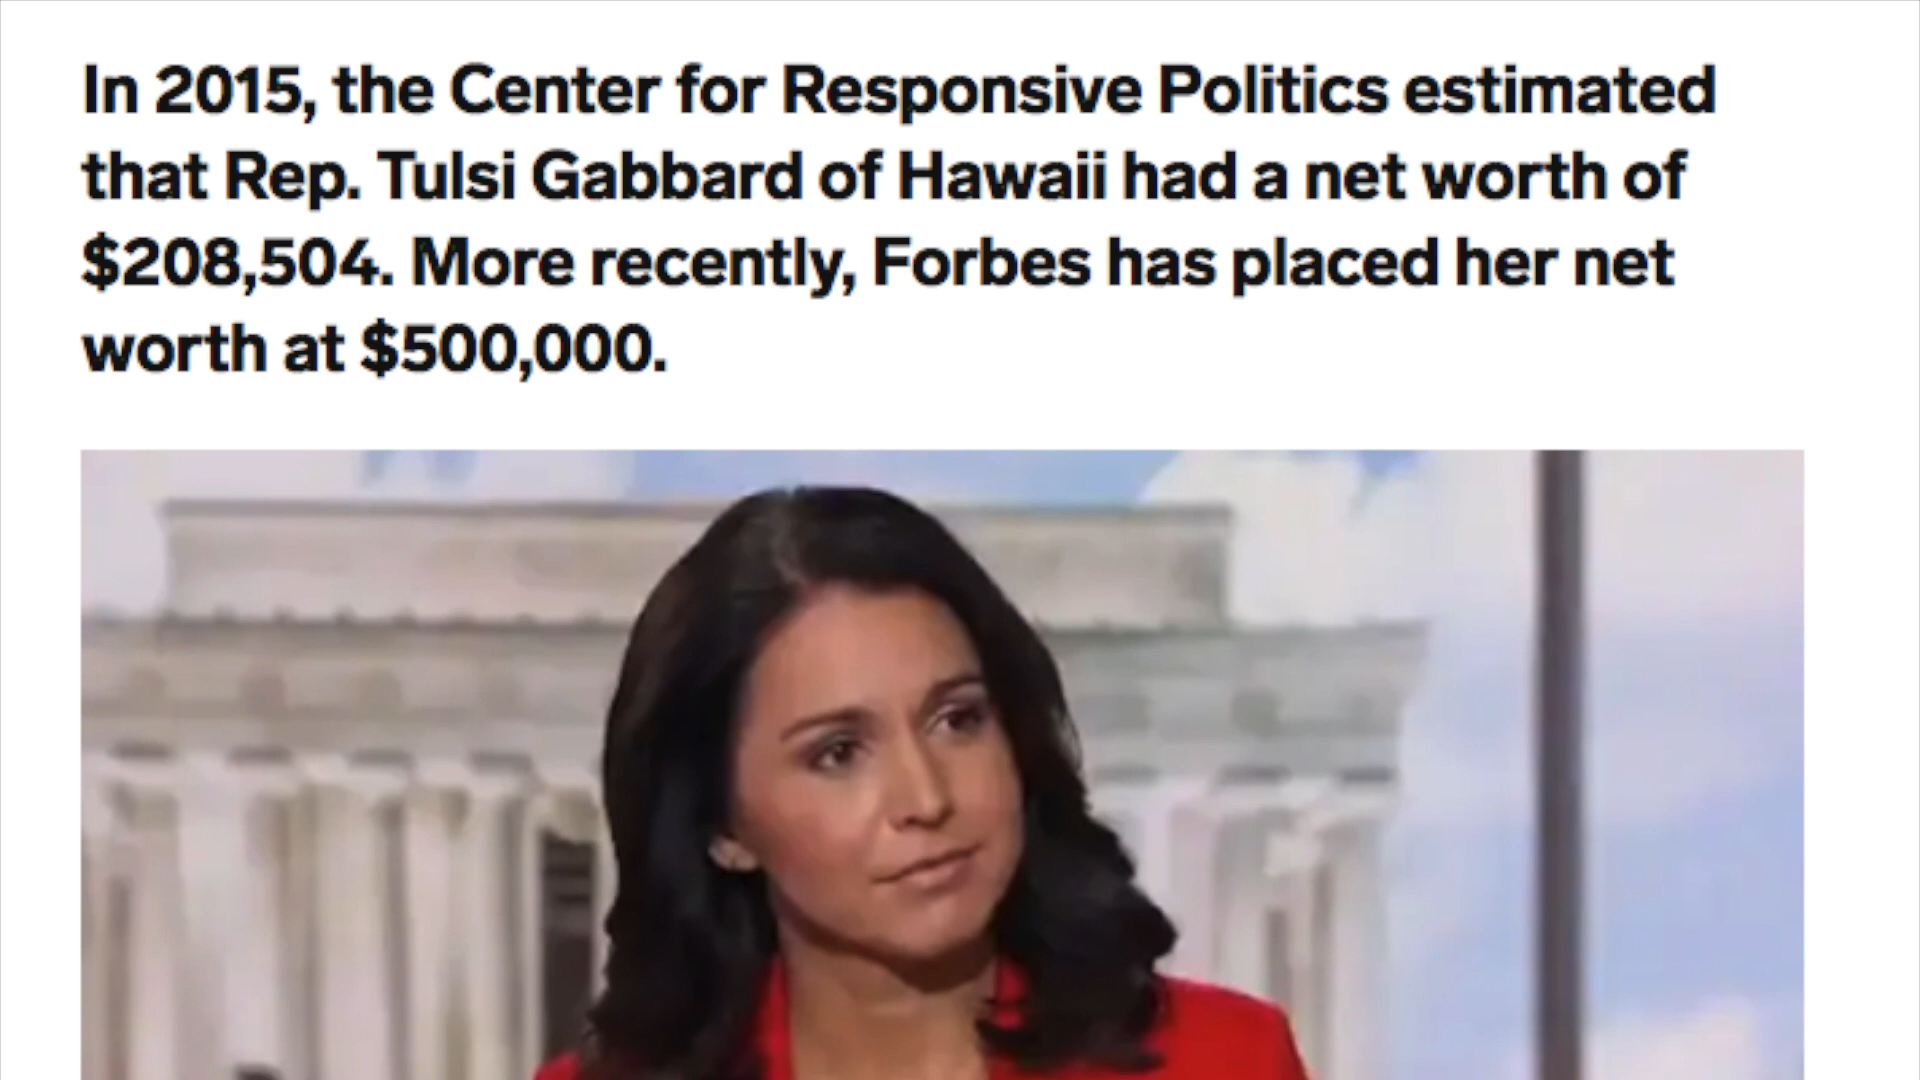 In 2015, the Center for Responsive Politics estimated
that Rep. Tulsi Gabbard of Hawaii had a net worth of
$208,504. More recently, Forbes has placed her net
worth at $500,000.